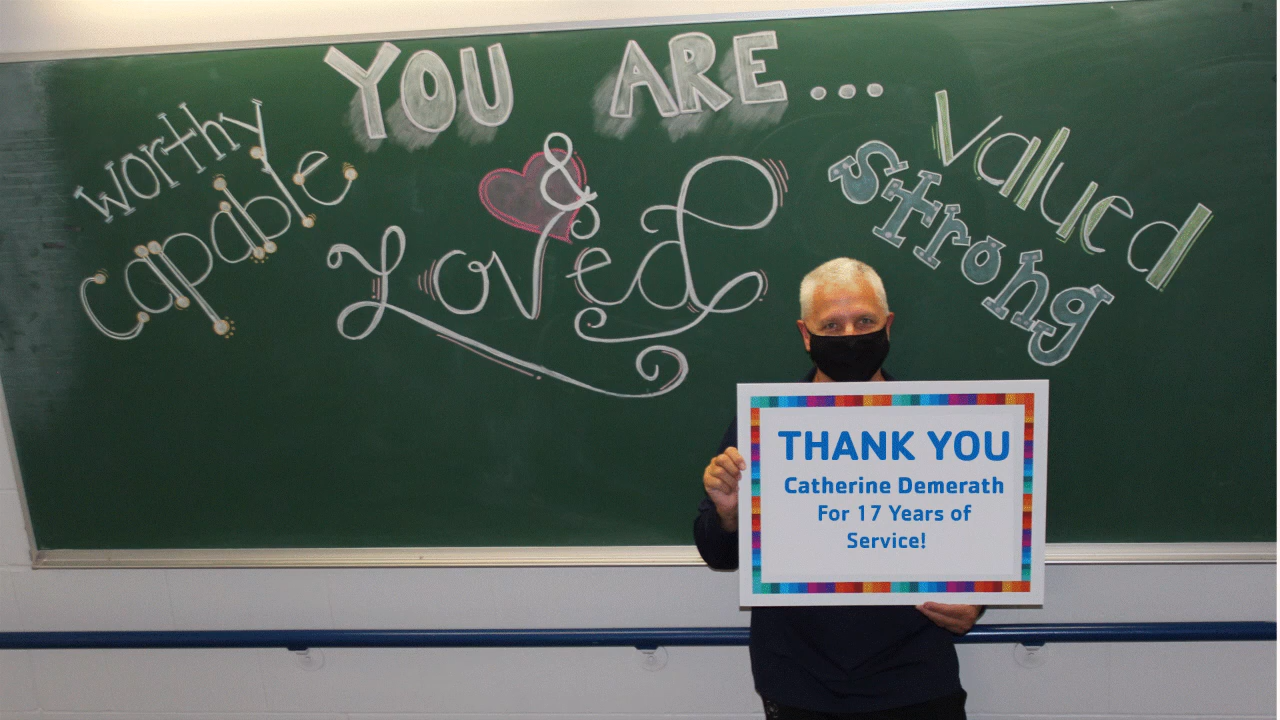 YOU ARE...
worthy
capable
& Loved
Valued
Strong
THANK YOU
Catherine Demerath
For 17 Years of
Service!